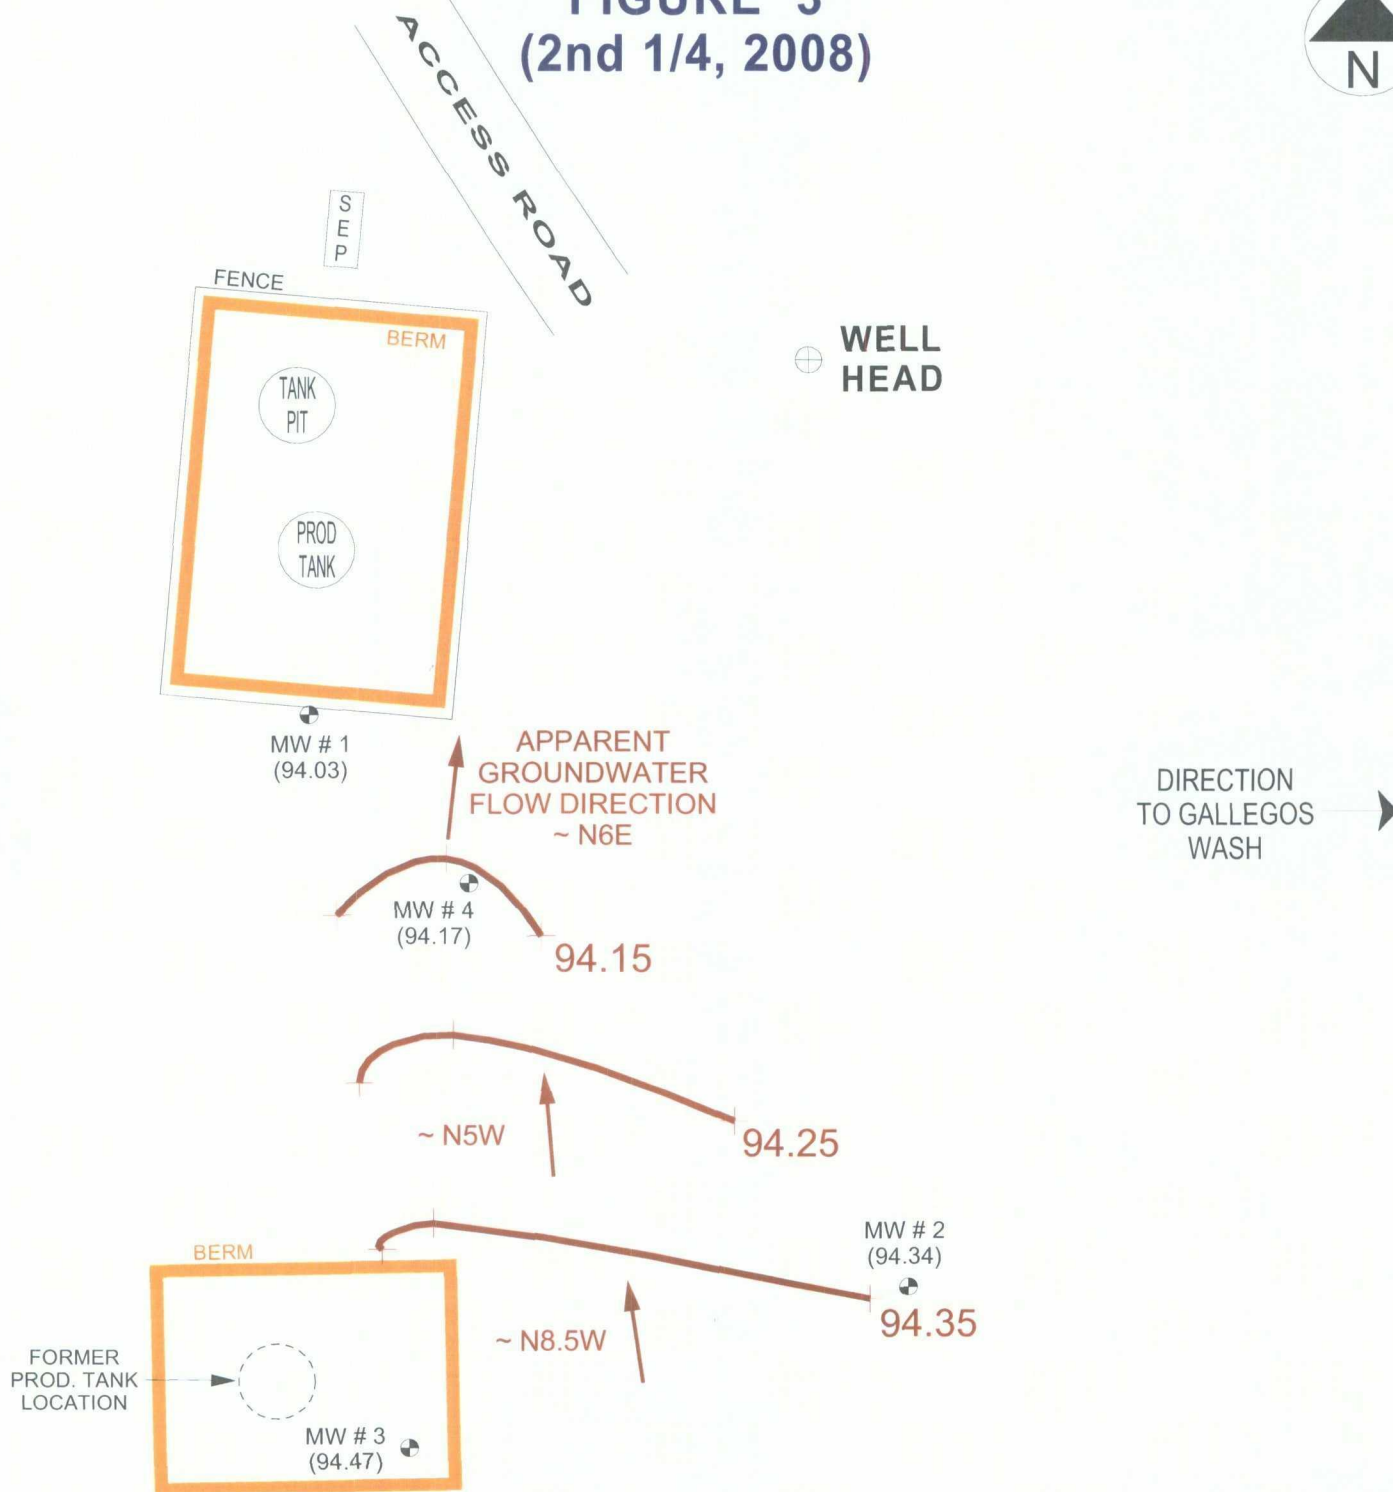 FIGURE 3
(2nd 1/4, 2008)
N
ACCESS ROAD
S
E
P
FENCE
BERM
WELL
HEAD
TANK
PIT
PROD
TANK
MW # 1
(94.03)
APPARENT
GROUNDWATER
FLOW DIRECTION
~ N6E
DIRECTION
TO GALLEGOS
WASH
MW # 4
(94.17)
94.15
~ N5W
94.25
MW # 2
(94.34)
94.35
BERM
~ N8.5W
FORMER
PROD. TANK
LOCATION
MW # 3
(94.47)